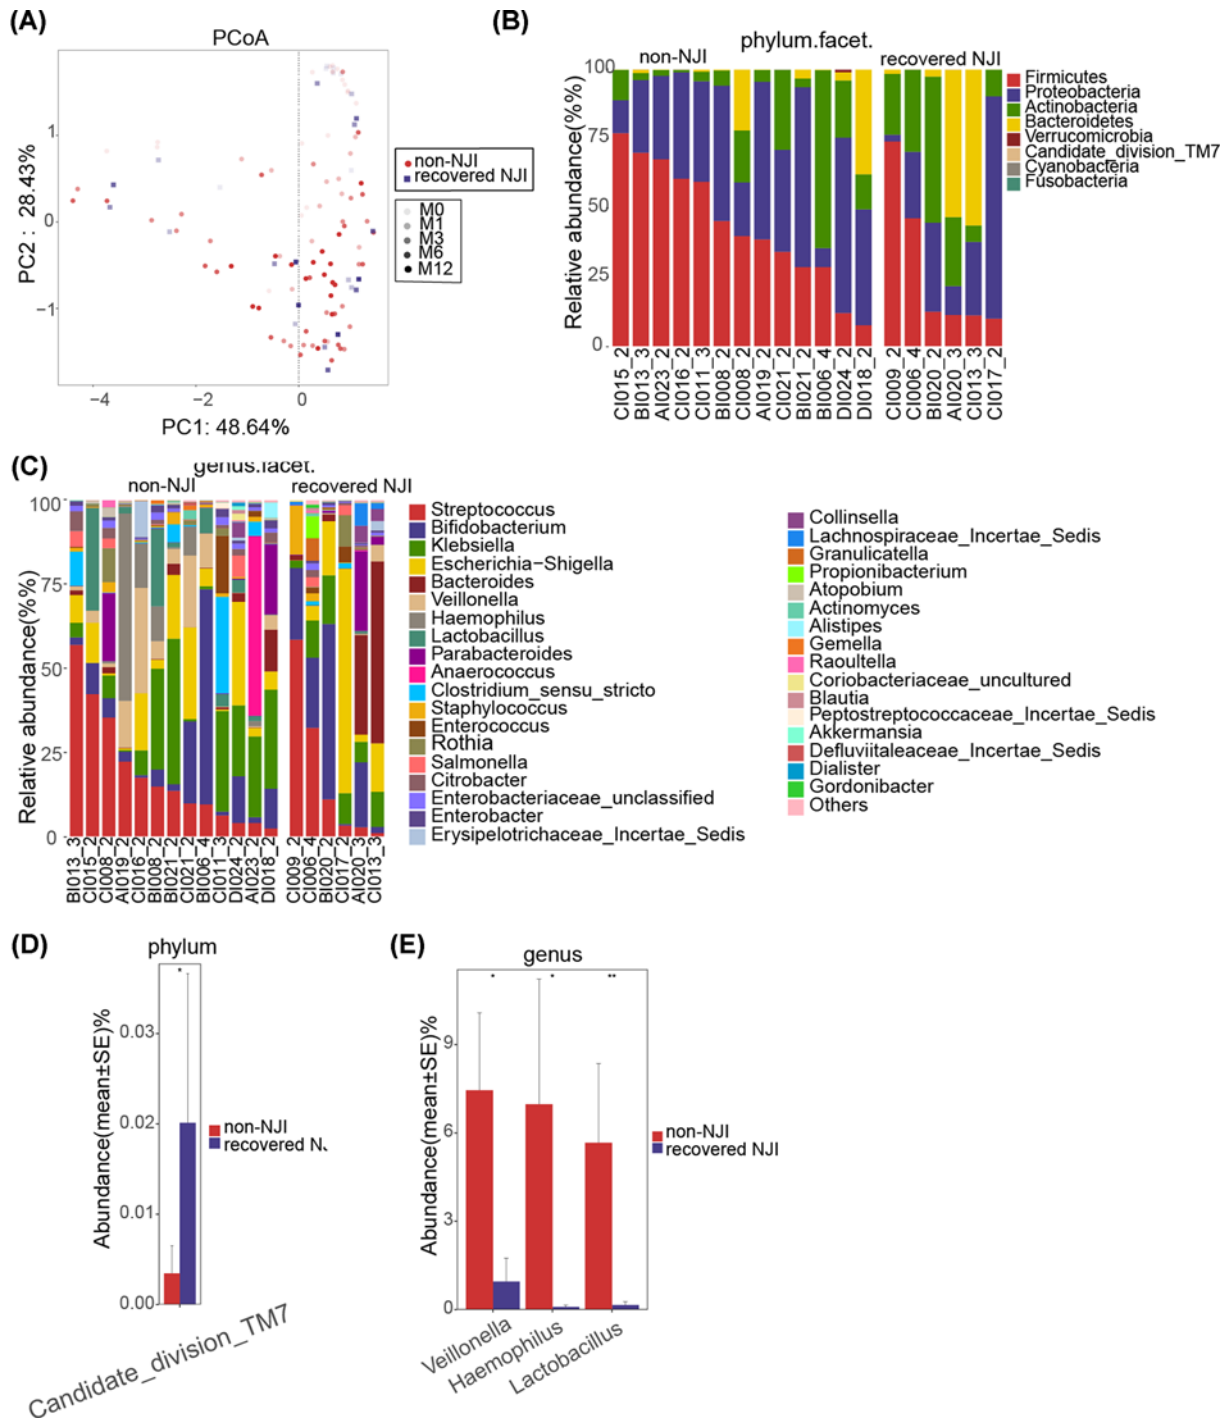 (A)
PCoA
PC2 : 28.43%
1
0
−1
−4
−2
0
PC1: 48.64%
non-NJI
recovered NJI
M0
M1
M3
M6
M12
(B)
phylum.facet.
non-NJI
recovered NJI
Relative abundance(%%)
100
75
50
25
0
CI015_2
BI013_3
AI023_2
CI016_2
CI011_3
BI008_2
CI008_2
AI019_2
CI021_2
BI021_2
BI006_4
DI024_2
DI018_2
CI009_2
CI006_4
BI020_2
AI020_3
CI013_3
CI017_2
Firmicutes
Proteobacteria
Actinobacteria
Bacteroidetes
Verrucomicrobia
Candidate_division_TM7
Cyanobacteria
Fusobacteria
(C)
genus.facet.
non-NJI
recovered NJI
Relative abundance(%%)
100
75
50
25
0
BI013_3
CI015_2
CI008_2
AI019_2
CI016_2
BI008_2
BI021_2
CI021_2
BI006_4
CI011_3
DI024_2
AI023_2
DI018_2
CI009_2
CI006_4
BI020_2
CI017_2
AI020_3
CI013_3
Streptococcus
Bifidobacterium
Klebsiella
Escherichia−Shigella
Bacteroides
Veillonella
Haemophilus
Lactobacillus
Parabacteroides
Anaerococcus
Clostridium_sensu_stricto
Staphylococcus
Enterococcus
Rothia
Salmonella
Citrobacter
Enterobacteriaceae_unclassified
Enterobacter
Erysipelotrichaceae_Incertae_Sedis
Collinsella
Lachnospiraceae_Incertae_Sedis
Granulicatella
Propionibacterium
Atopobium
Actinomyces
Alistipes
Gemella
Raoultella
Coriobacteriaceae_uncultured
Blautia
Peptostreptococcaceae_Incertae_Sedis
Akkermansia
Defluviitaleaceae_Incertae_Sedis
Dialister
Gordonibacter
Others
(D)
phylum
*
Abundance(mean±SE)%
0.03
0.02
0.01
0.00
Candidate_division_TM7
non-NJI
recovered N
(E)
genus
*
*
**
Abundance(mean±SE)%
9
6
3
0
Veillonella
Haemophilus
Lactobacillus
non-NJI
recovered NJI